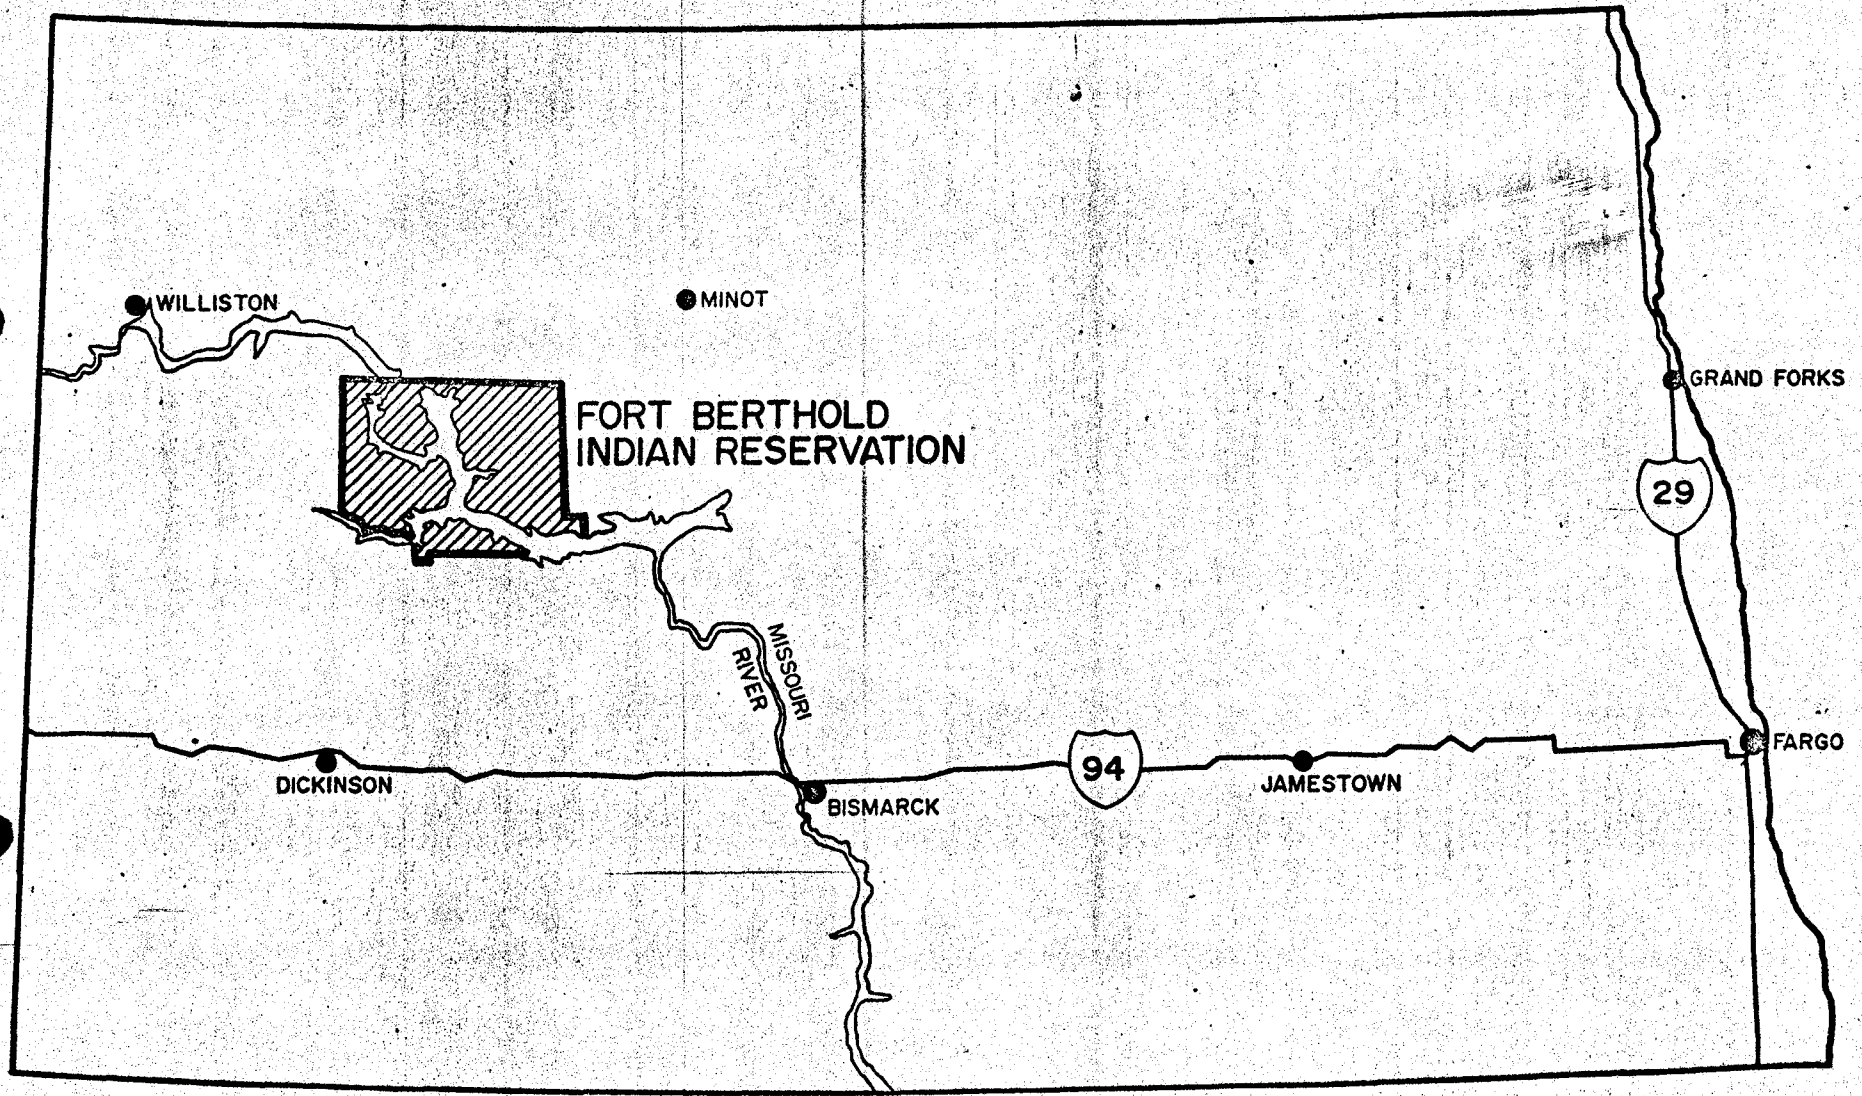 WILLISTON
MINOT
GRAND FORKS
FORT BERTHOLD
INDIAN RESERVATION
29
MISSOURI
RIVER
FARGO
94
DICKINSON
JAMESTOWN
BISMARCK